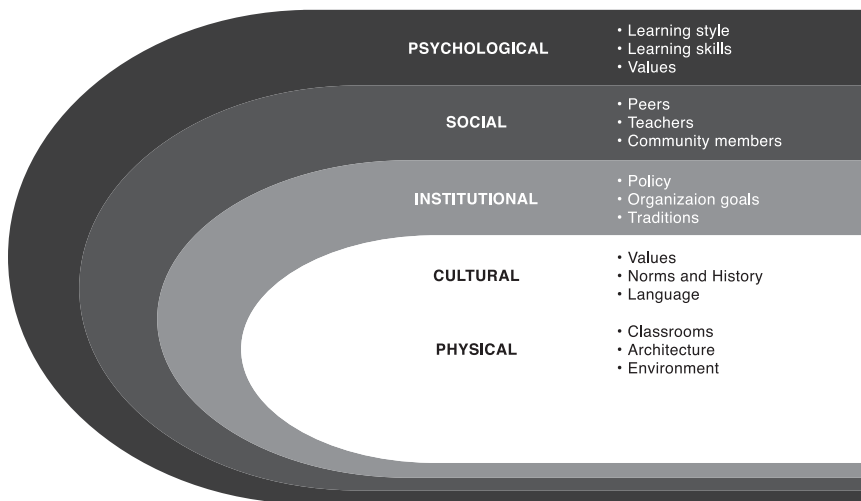 PSYCHOLOGICAL
• Learning style
• Learning skills
• Values
SOCIAL
• Peers
• Teachers
• Community members
INSTITUTIONAL
• Policy
• Organizaion goals
• Traditions
CULTURAL
• Values
• Norms and History
• Language
PHYSICAL
• Classrooms
• Architecture
• Environment